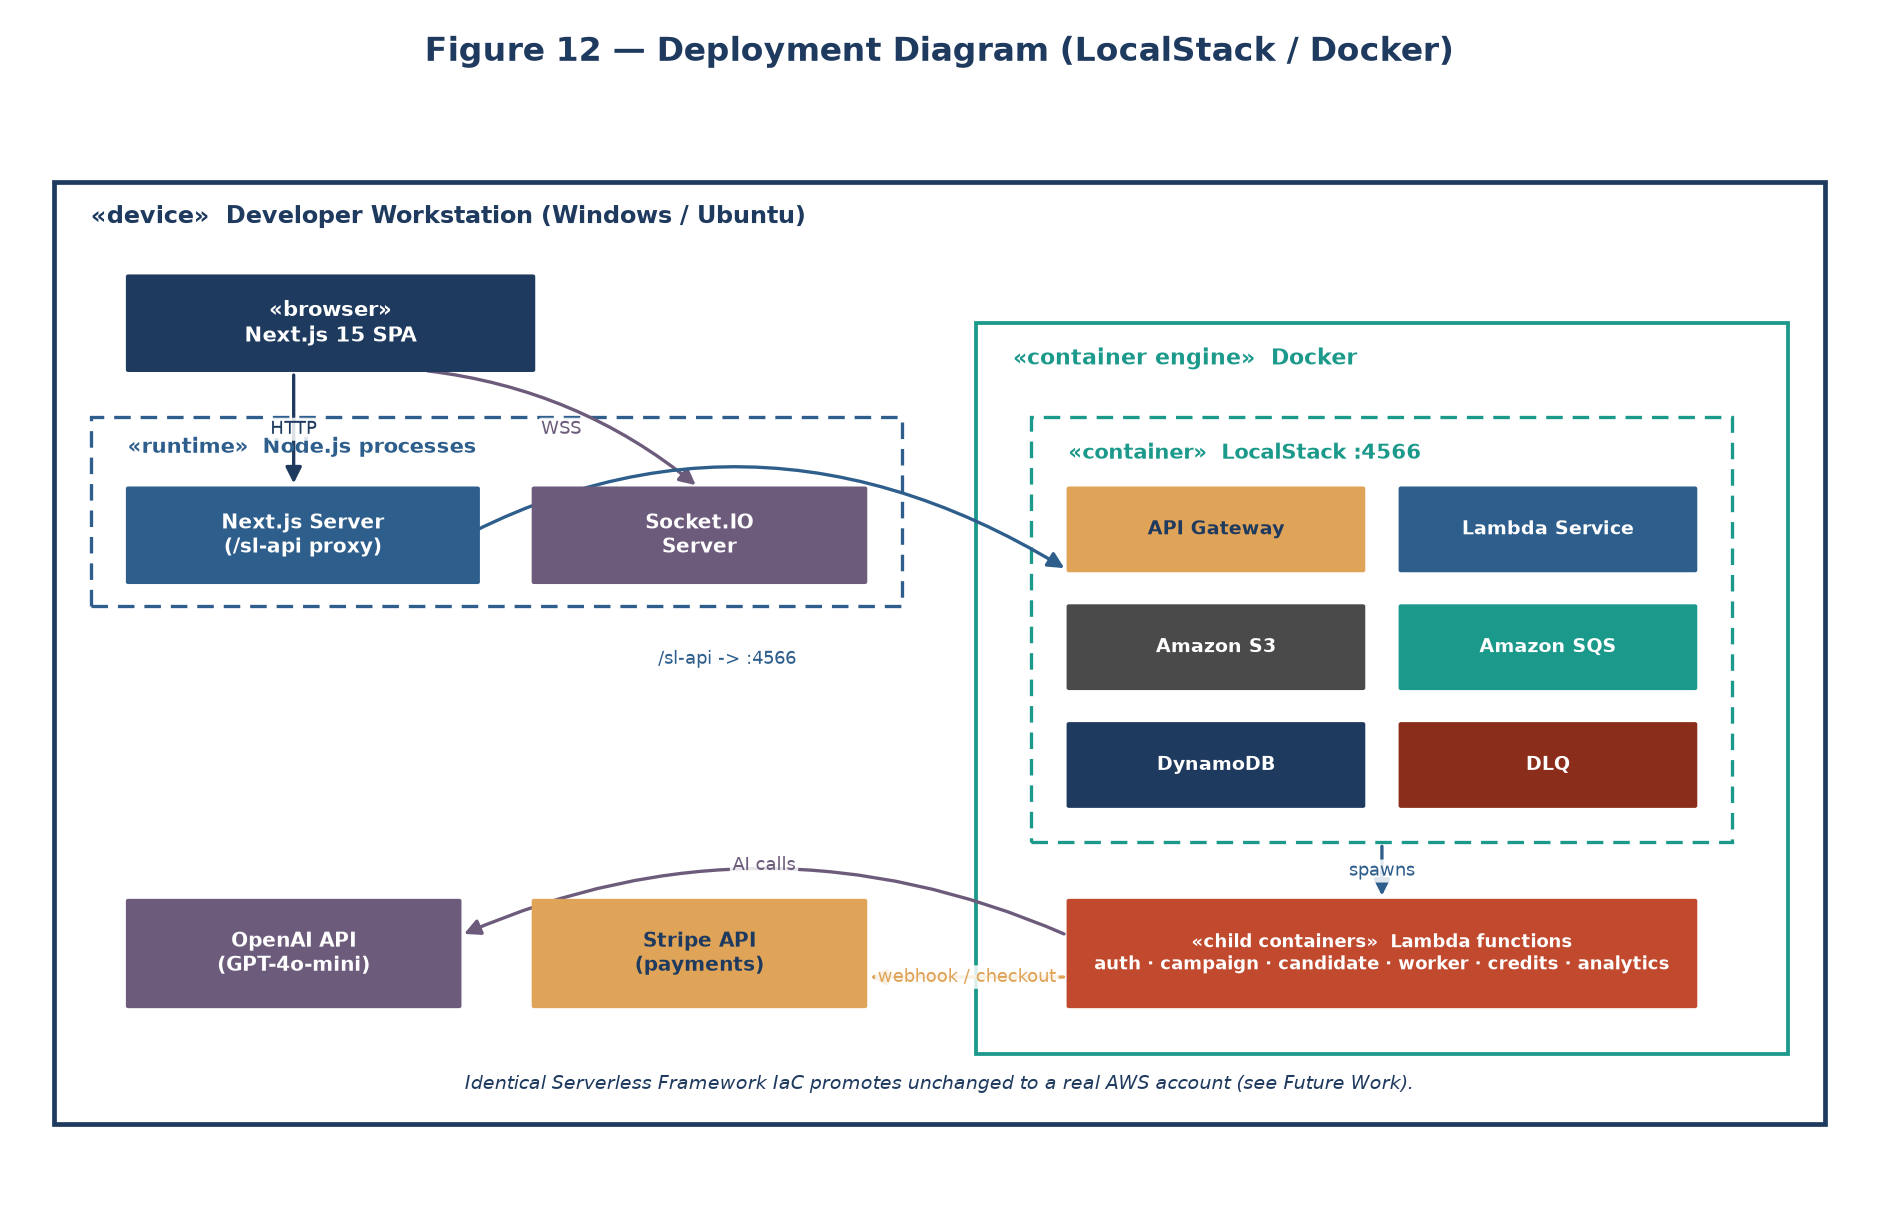 Figure 12 — Deployment Diagram (LocalStack / Docker)
«device»  Developer Workstation (Windows / Ubuntu)
«browser»
Next.js 15 SPA
HTTP
WSS
«runtime»  Node.js processes
Next.js Server
(/sl-api proxy)
Socket.IO
Server
/sl-api -> :4566
«container engine»  Docker
«container»  LocalStack :4566
API Gateway
Lambda Service
Amazon S3
Amazon SQS
DynamoDB
DLQ
spawns
AI calls
OpenAI API
(GPT-4o-mini)
Stripe API
(payments)
webhook / checkout
«child containers»  Lambda functions
auth · campaign · candidate · worker · credits · analytics
Identical Serverless Framework IaC promotes unchanged to a real AWS account (see Future Work).